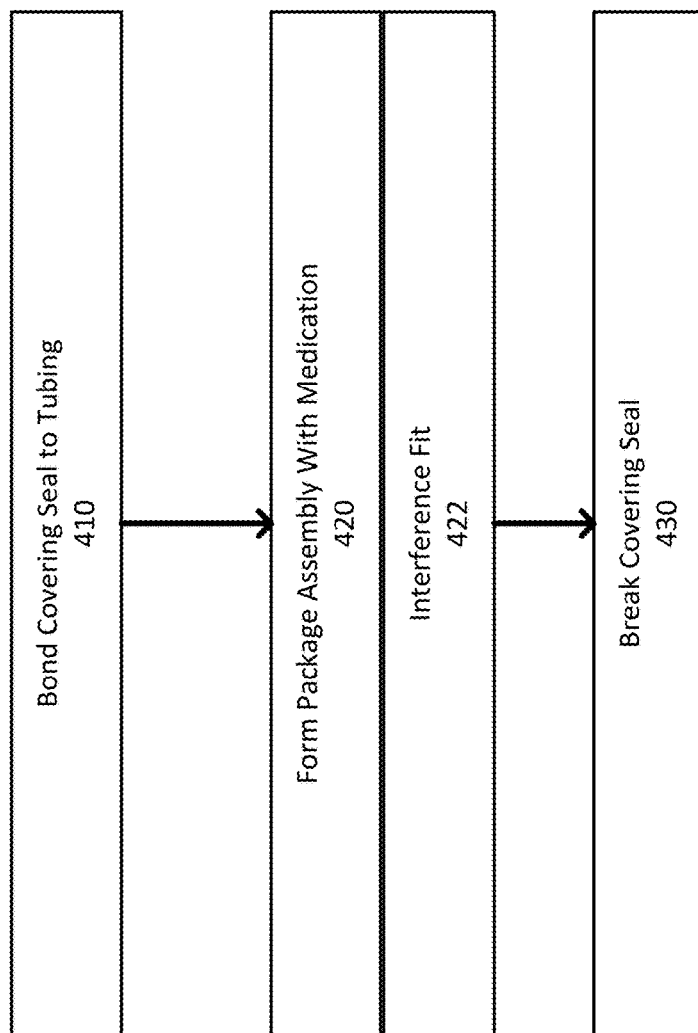 Bond Covering Seal to Tubing
410
Form Package Assembly With Medication
420
Interference Fit
422
Break Covering Seal
430